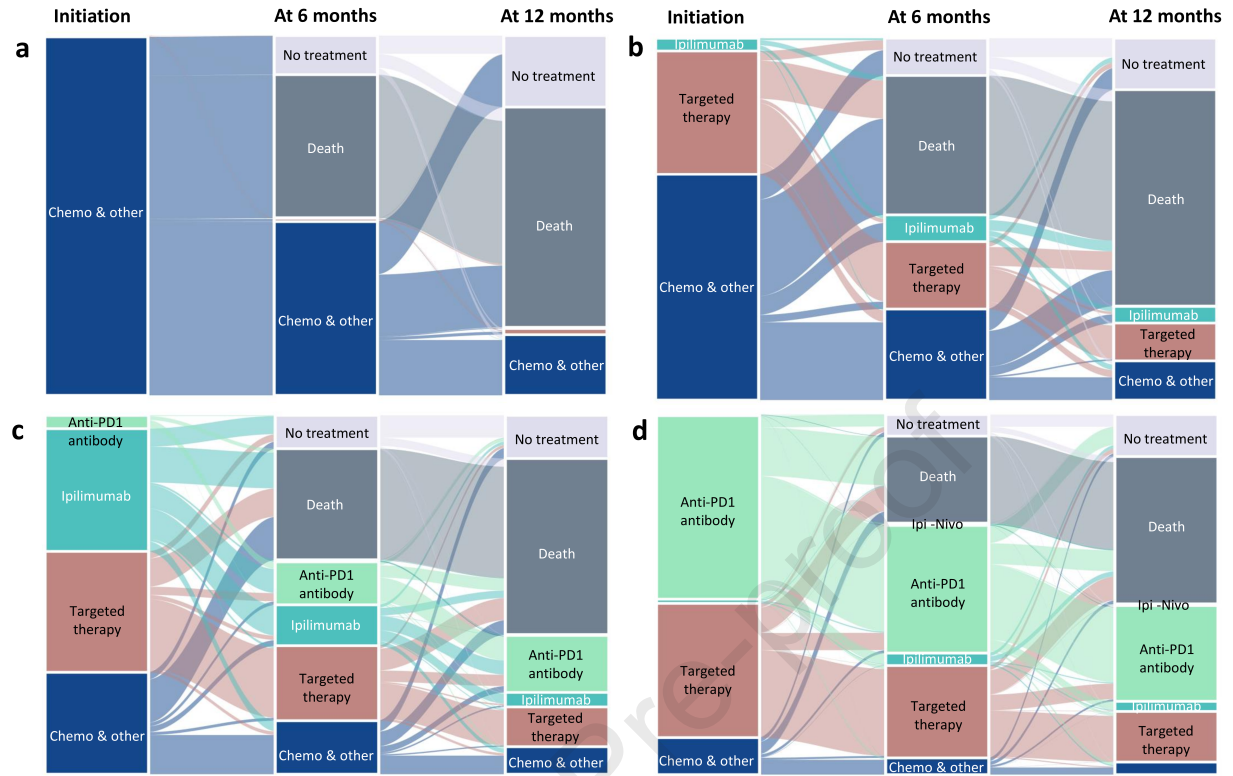 Initiation
At 6 months
At 12 months
Initiation
At 6 months
At 12 months
a
Chemo & other
No treatment
Death
Chemo & other
No treatment
Death
Chemo & other
b
Ipilimumab
Targeted
therapy
Chemo & other
No treatment
Death
Ipilimumab
Targeted
therapy
Chemo & other
No treatment
Death
Ipilimumab
Targeted
therapy
Chemo & other
c
Anti-PD1
antibody
Ipilimumab
Targeted
therapy
Chemo & other
No treatment
Death
Anti-PD1
antibody
Ipilimumab
Targeted
therapy
Chemo & other
No treatment
Death
Anti-PD1
antibody
Ipilimumab
Targeted
therapy
Chemo & other
d
Anti-PD1
antibody
Targeted
therapy
Chemo & other
No treatment
Death
Ipi -Nivo
Anti-PD1
antibody
Ipilimumab
Targeted
therapy
Chemo & other
No treatment
Death
Ipi -Nivo
Anti-PD1
antibody
Ipilimumab
Targeted
therapy
pre-proof